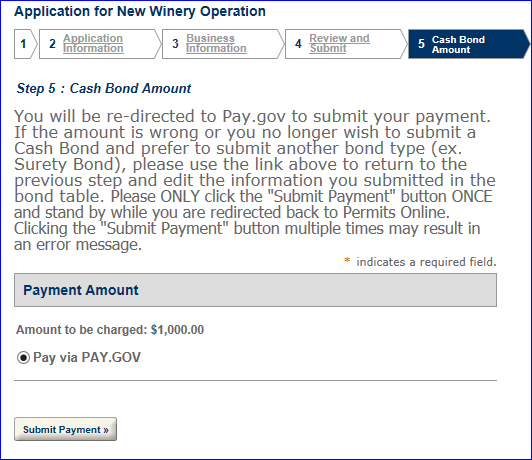 Application for New Winery Operation
1
2 Application Information
3 Business Information
4 Review and Submit
5 Cash Bond Amount
Step 5 : Cash Bond Amount
You will be re-directed to Pay.gov to submit your payment.
If the amount is wrong or you no longer wish to submit a
Cash Bond and prefer to submit another bond type (ex.
Surety Bond), please use the link above to return to the
previous step and edit the information you submitted in the
bond table. Please ONLY click the "Submit Payment" button ONCE
and stand by while you are redirected back to Permits Online.
Clicking the "Submit Payment" button multiple times may result in
an error message.
* indicates a required field.
Payment Amount
Amount to be charged: $1,000.00
Pay via PAY.GOV
Submit Payment »